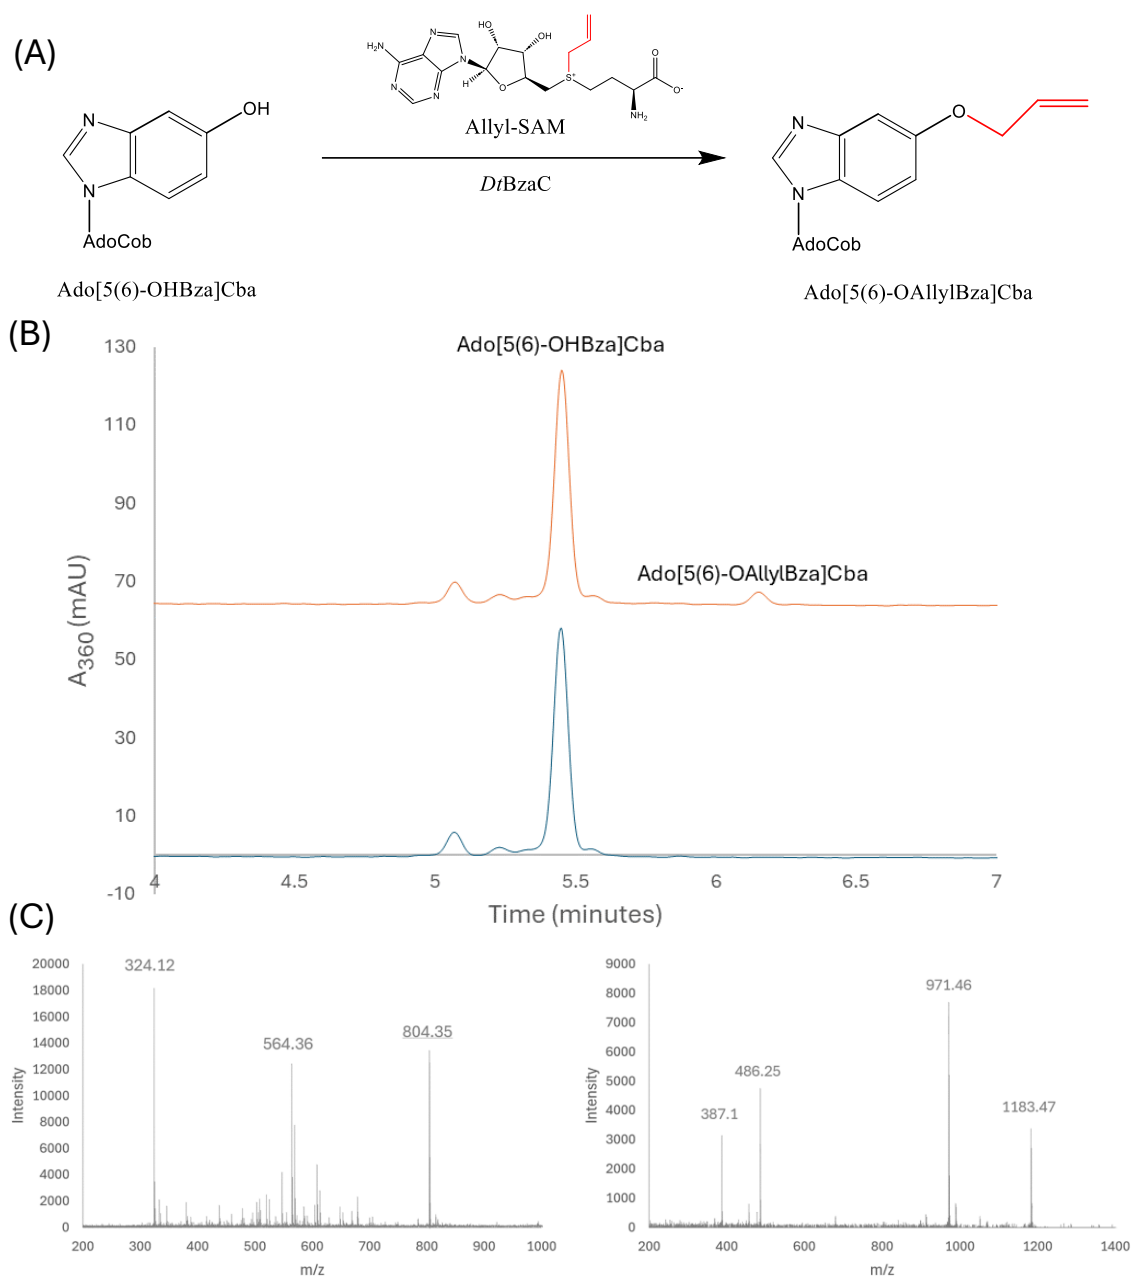 (A)
H₂N
N
N
N
N
HO
OH
H
O
S⁺
O
O⁻
NH₂
Allyl-SAM
DtBzaC
N
OH
N
AdoCob
Ado[5(6)-OHBza]Cba
N
O
N
AdoCob
Ado[5(6)-OAllylBza]Cba
(B)
Ado[5(6)-OHBza]Cba
Ado[5(6)-OAllylBza]Cba
A360 (mAU)
130
110
90
70
50
30
10
-10
4
4.5
5
5.5
6
6.5
7
Time (minutes)
(C)
Intensity
20000
18000
16000
14000
12000
10000
8000
6000
4000
2000
0
324.12
564.36
804.35
200 300 400 500 600 700 800 900 1000
m/z
Intensity
9000
8000
7000
6000
5000
4000
3000
2000
1000
0
971.46
486.25
387.1
1183.47
200 400 600 800 1000 1200 1400
m/z